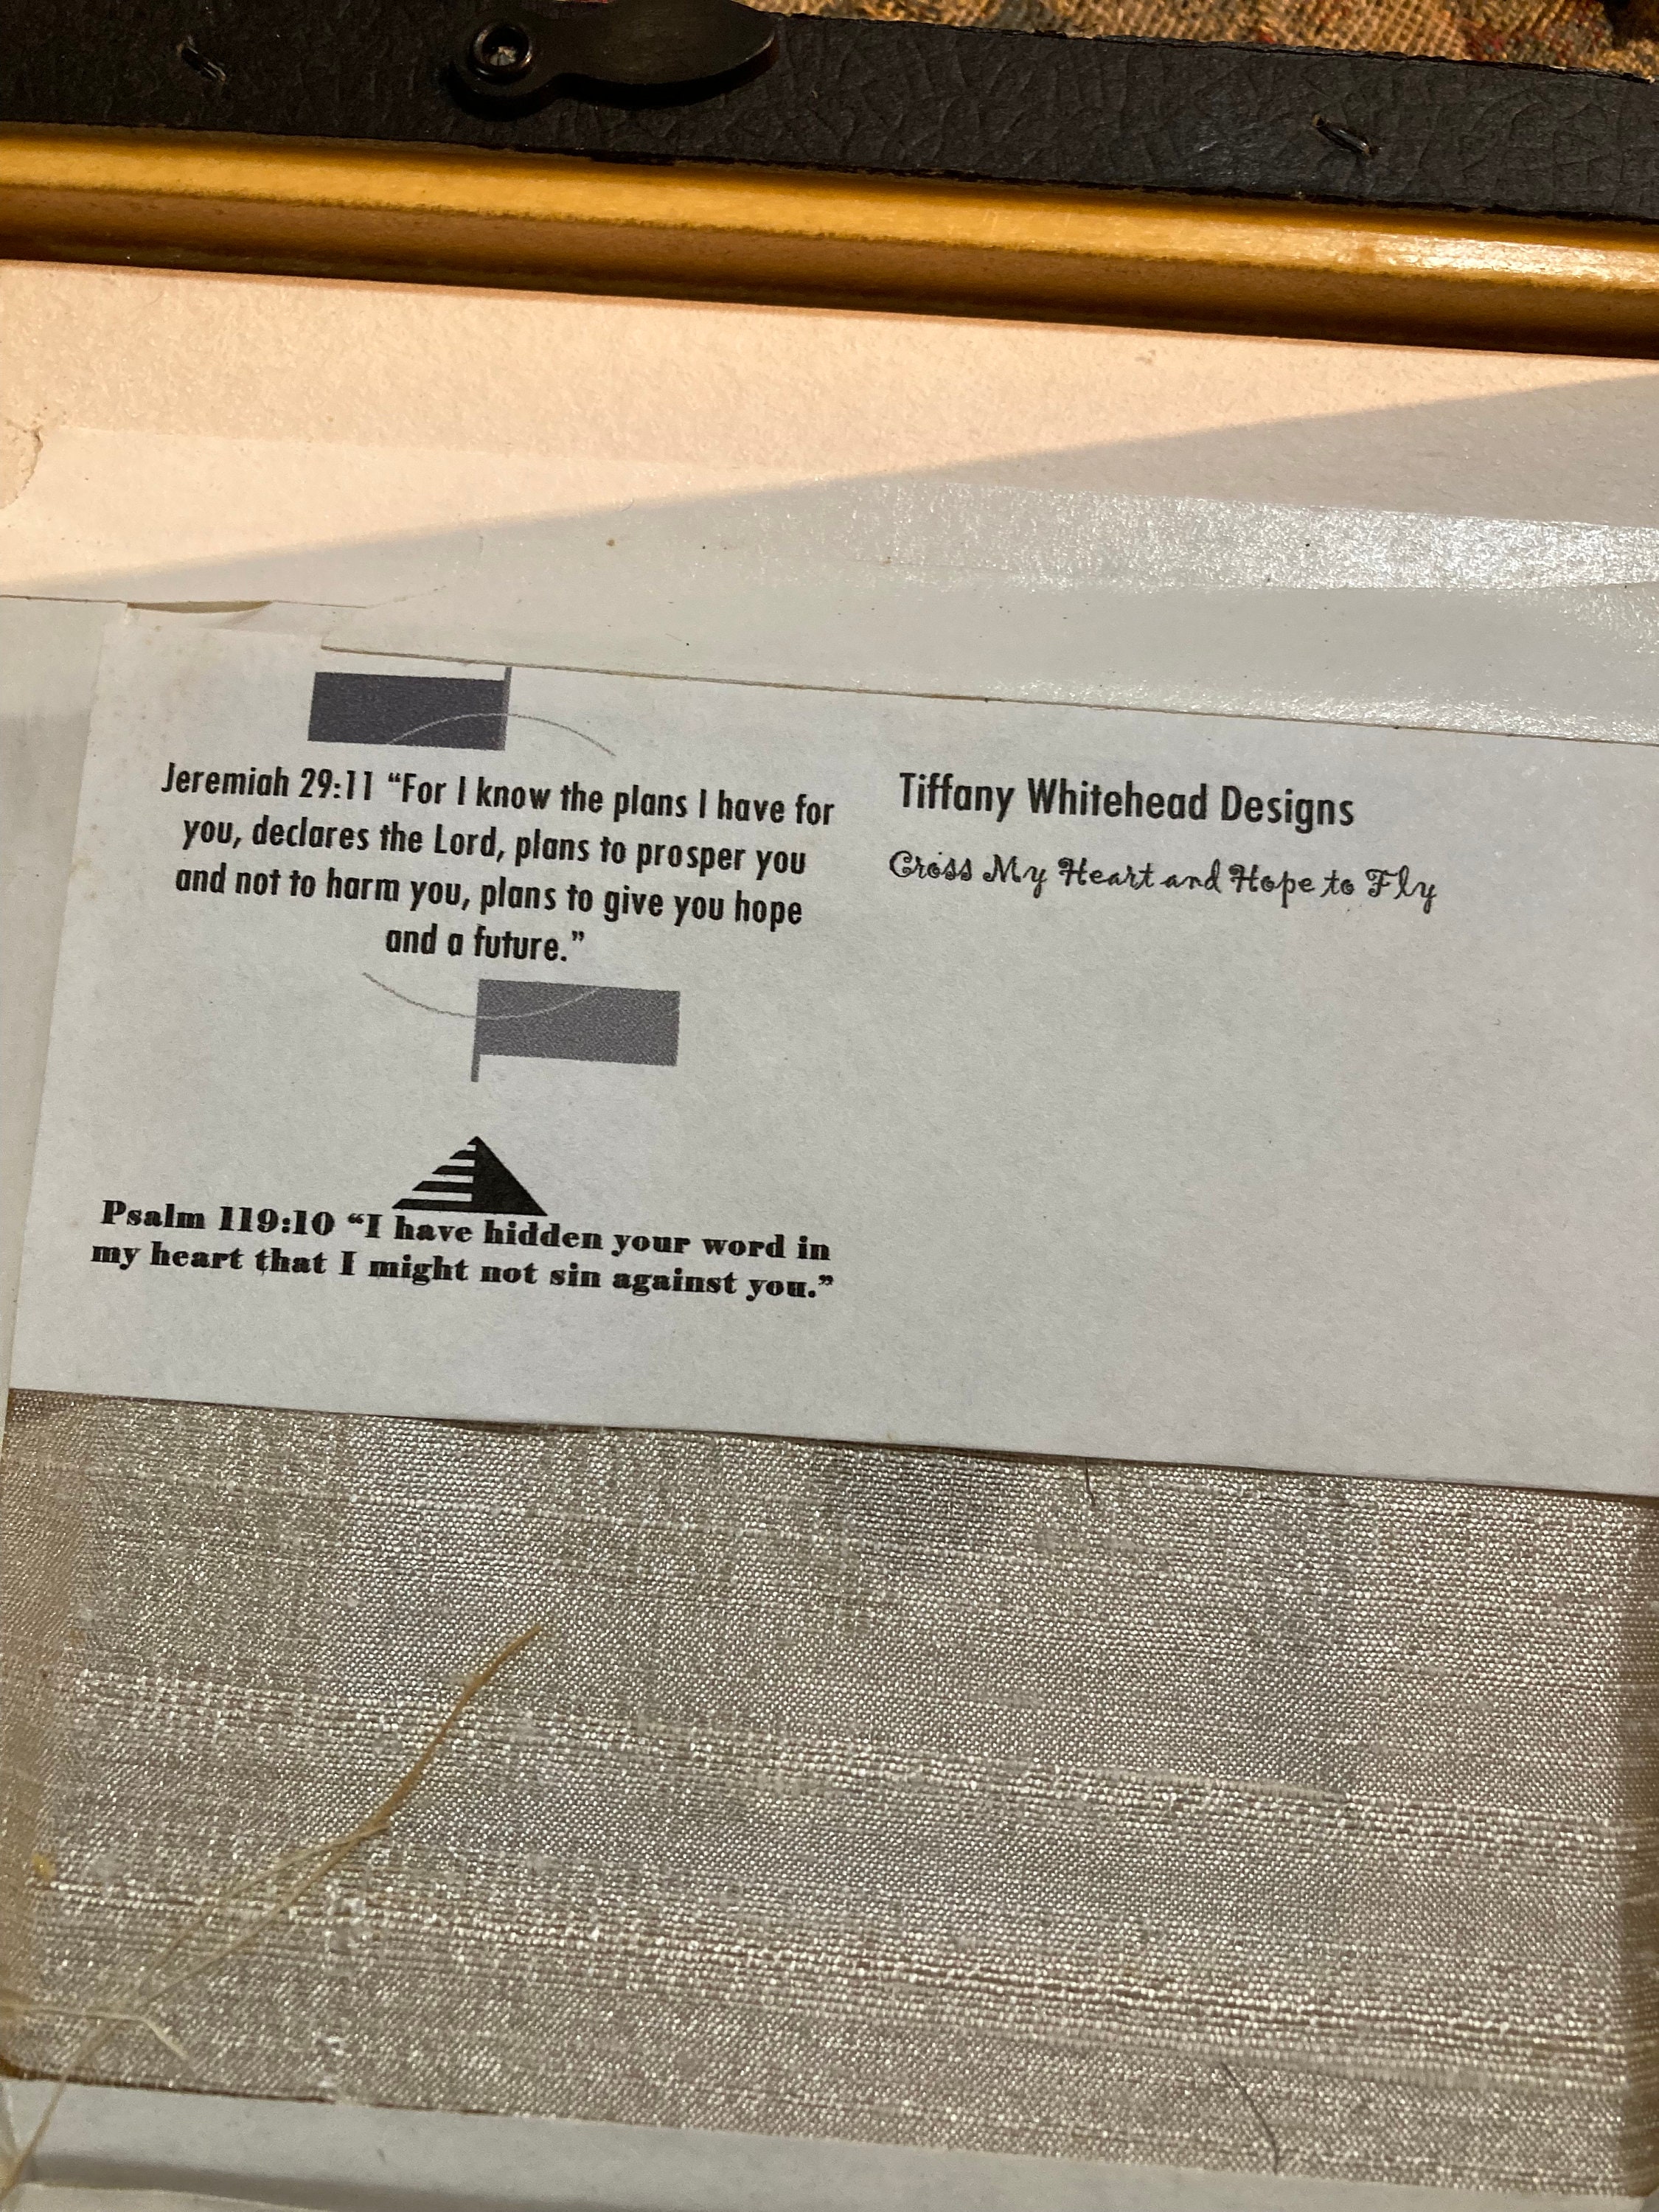 Jeremiah 29:11 “For I know the plans I have for
you, declares the Lord, plans to prosper you
and not to harm you, plans to give you hope
and a future.”
Psalm 119:10 “I have hidden your word in
my heart that I might not sin against you.”
Tiffany Whitehead Designs
Cross My Heart and Hope to Fly